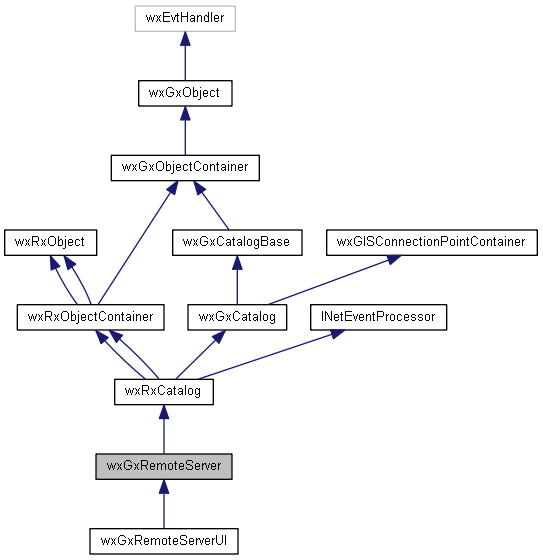 wxEvtHandler
wxGxObject
wxGxObjectContainer
wxRxObject
wxGxCatalogBase
wxGISConnectionPointContainer
wxRxObjectContainer
wxGxCatalog
INetEventProcessor
wxRxCatalog
wxGxRemoteServer
wxGxRemoteServerUI